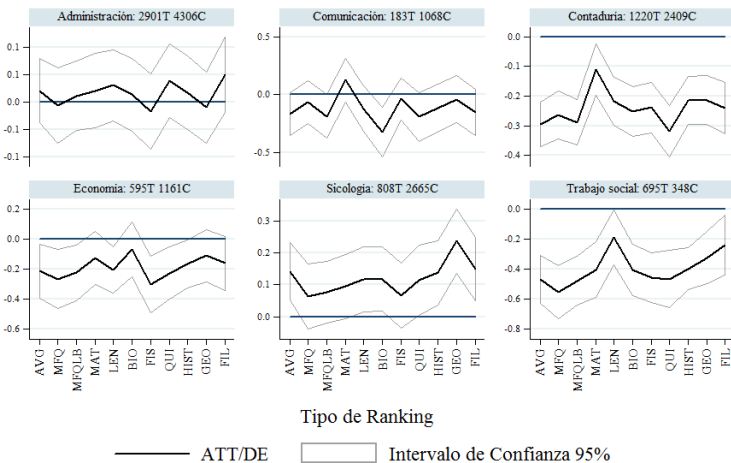 Administración: 2901T 4306C
0.1
0.1
0.0
-0.1
-0.1
Comunicación: 183T 1068C
0.5
0.0
-0.5
Contaduria: 1220T 2409C
0.0
-0.1
-0.2
-0.3
-0.4
Economia: 595T 1161C
0.2
0.0
-0.2
-0.4
-0.6
AVG
MFQ
MFQLB
MAT
LEN
BIO
FIS
QUI
HIST
GEO
FIL
Sicologia: 808T 2665C
0.3
0.2
0.1
0.0
AVG
MFQ
MFQLB
MAT
LEN
BIO
FIS
QUI
HIST
GEO
FIL
Trabajo social: 695T 348C
0.0
-0.2
-0.4
-0.6
-0.8
AVG
MFQ
MFQLB
MAT
LEN
BIO
FIS
QUI
HIST
GEO
FIL
Tipo de Ranking
ATT/DE
Intervalo de Confianza 95%